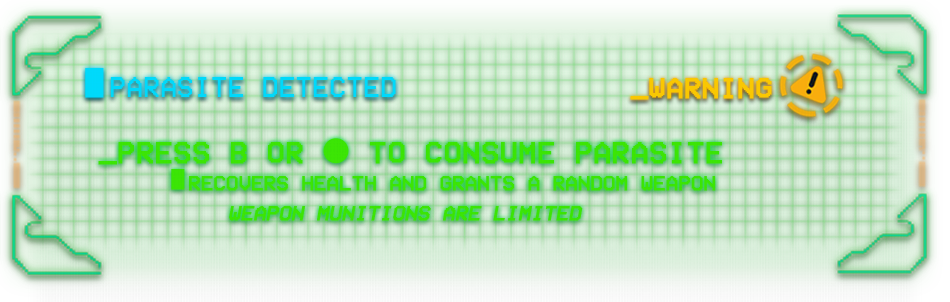 PARASITE DETECTED
_WARNING!
_PRESS B OR ● TO CONSUME PARASITE
RECOVERS HEALTH AND GRANTS A RANDOM WEAPON
WEAPON MUNITIONS ARE LIMITED